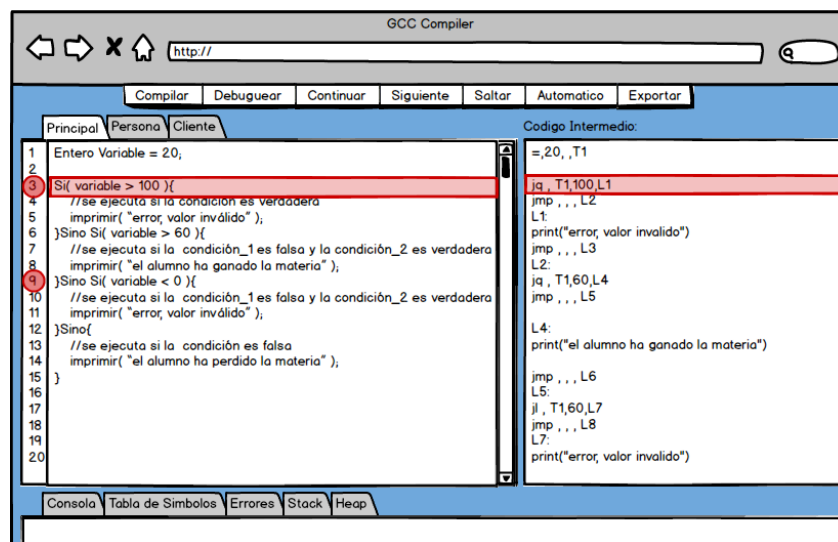 GCC Compiler
http://
Compilar Debuguear Continuar Siguiente Saltar Automatico Exportar
Principal Persona Cliente
1 Entero Variable = 20;
2
3 Si( variable > 100 ){
4 //se ejecuta si la condición es verdadera
5 imprimir( "error, valor inválido" );
6 }Sino Si( variable > 60 ){
7 //se ejecuta si la condición_1 es falsa y la condición_2 es verdadera
8 imprimir( "el alumno ha ganado la materia" );
9 }Sino Si( variable < 0 ){
10 //se ejecuta si la condición_1 es falsa y la condición_2 es verdadera
11 imprimir( "error, valor inválido" );
12 }Sino{
13 //se ejecuta si la condición es falsa
14 imprimir( "el alumno ha perdido la materia" );
15 }
16
17
18
19
20
Codigo Intermedio:
=,20, ,T1
jq , T1,100,L1
jmp , , , L2
L1:
print("error, valor invalido")
jmp , , , L3
L2:
jq , T1,60,L4
jmp , , , L5
L4:
print("el alumno ha ganado la materia")
jmp , , , L6
L5:
jl , T1,60,L7
jmp , , , L8
L7:
print("error, valor invalido")
Consola Tabla de Simbolos Errores Stack Heap